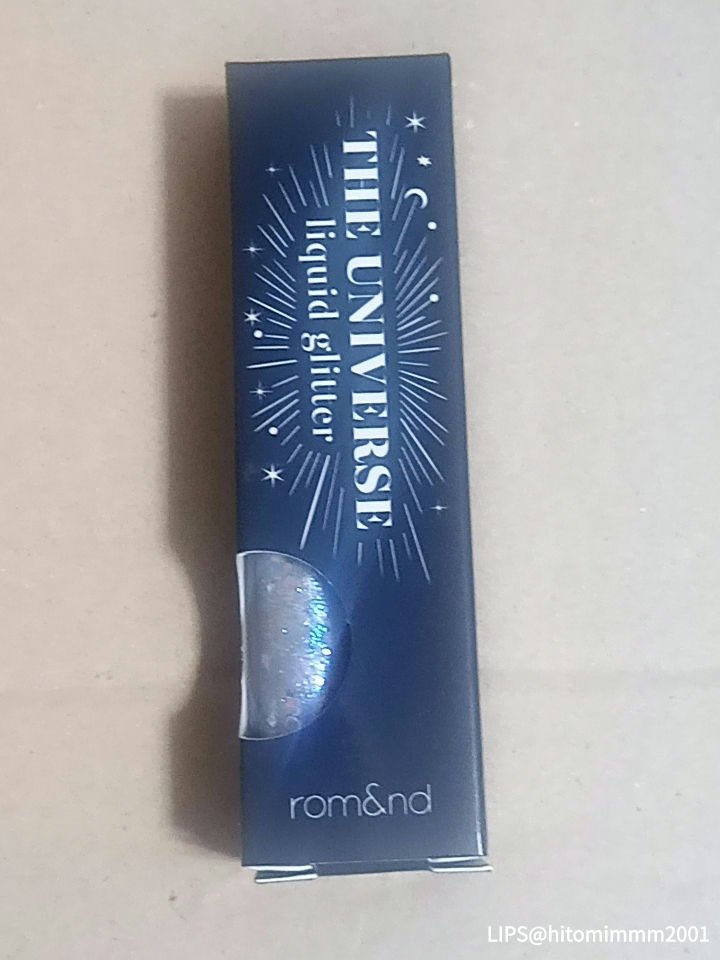 THE UNIVERSE
liquid glitter
rom&nd
LIPS@hitomimmm2001